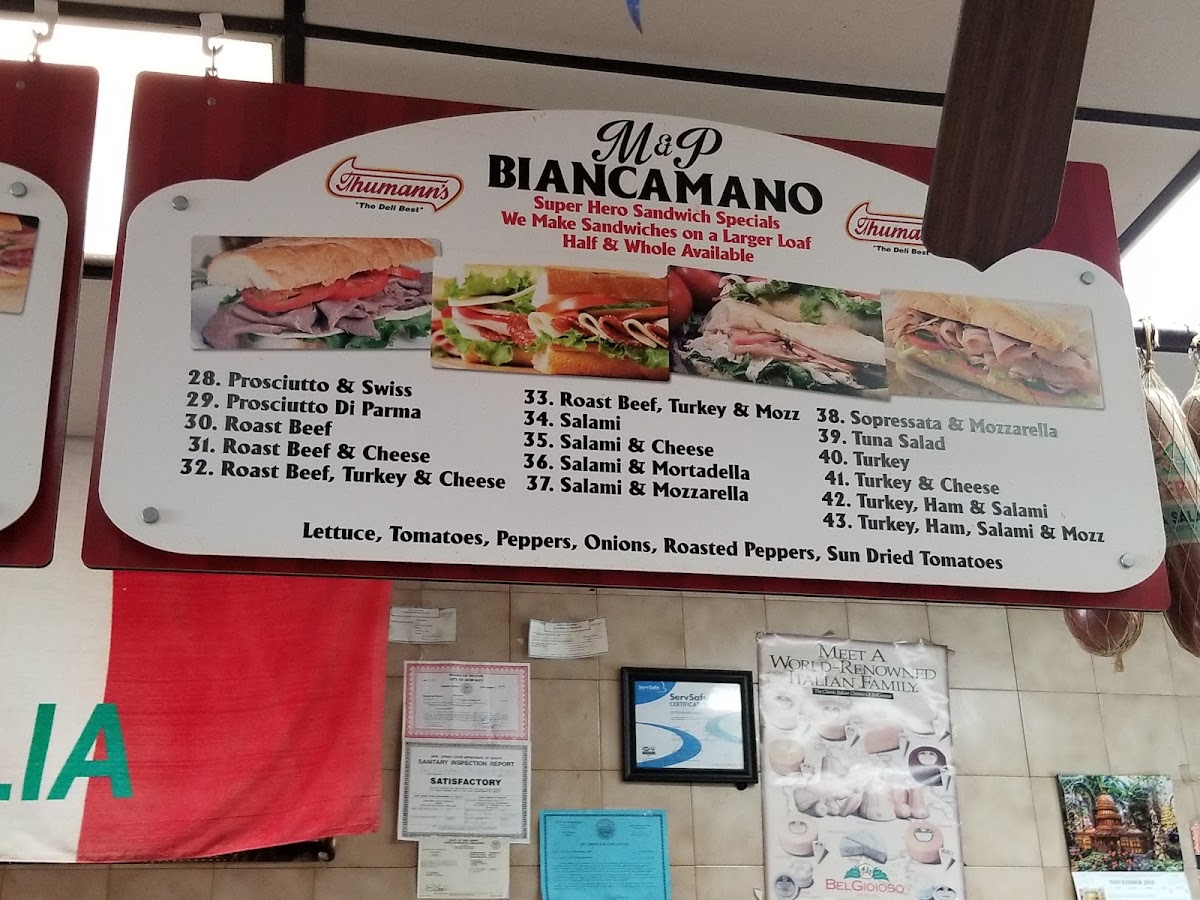 M&P
BIANCAMANO
Thumann's
"The Deli Best"
Super Hero Sandwich Specials
We Make Sandwiches on a Larger Loaf
Half & Whole Available
Thuma
"The Deli Best"
28. Prosciutto & Swiss
29. Prosciutto Di Parma
30. Roast Beef
31. Roast Beef & Cheese
32. Roast Beef, Turkey & Cheese
33. Roast Beef, Turkey & Mozz
34. Salami
35. Salami & Cheese
36. Salami & Mortadella
37. Salami & Mozzarella
38. Sopressata & Mozzarella
39. Tuna Salad
40. Turkey
41. Turkey & Cheese
42. Turkey, Ham & Salami
43. Turkey, Ham, Salami & Mozz
Lettuce, Tomatoes, Peppers, Onions, Roasted Peppers, Sun Dried Tomatoes
LIA
SANITARY INSPECTION REPORT
SATISFACTORY
ServSafe
ServSafe
CERTIFICAT
MEET A
WORLD-RENOWNED
ITALIAN FAMILY.
BELGIOIOSO
NOVEMBER